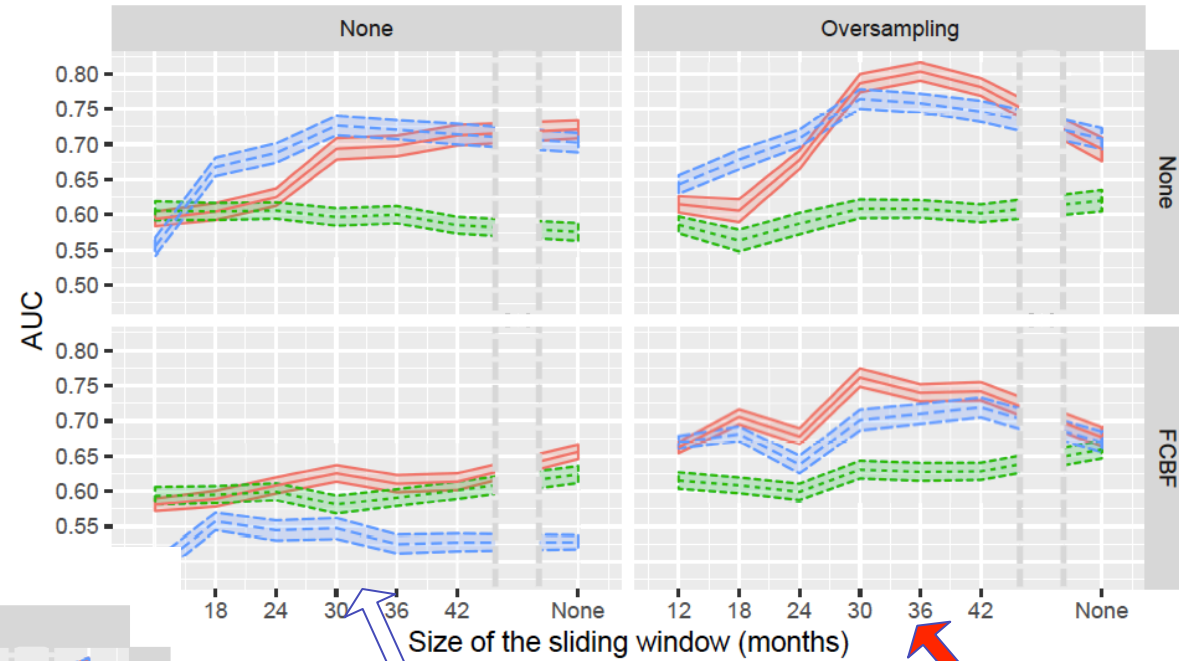 None Oversampling
0.80
0.75
0.70
0.65
0.60
0.55
0.50
None
AUC
0.80
0.75
0.70
0.65
0.60
0.55
FCBF
18 24 30 36 42 None 12 18 24 30 36 42 None
Size of the sliding window (months)